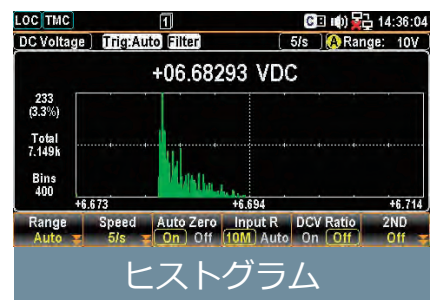 LOC TMC 1 C E 14:36:04
DC Voltage Trig:Auto Filter 5/s A Range: 10V
+06.68293 VDC
233
(3.3%)
Total
7.149k
Bins
400
+6.673 +6.694 +6.714
Range Speed Auto Zero Input R DCV Ratio 2ND
Auto 5/s On Off 10M Auto On Off Off
ヒストグラム